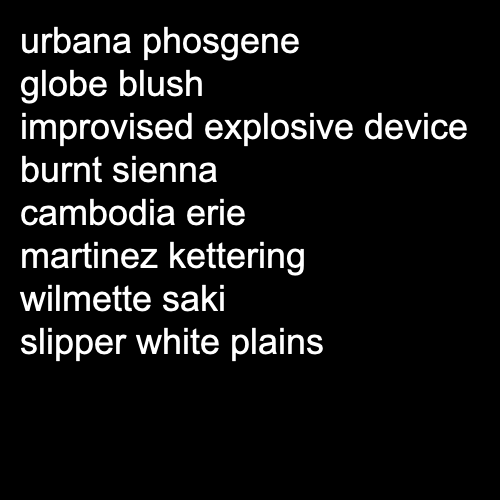 urbana phosgene
globe blush
improvised explosive device
burnt sienna
cambodia erie
martinez kettering
wilmette saki
slipper white plains